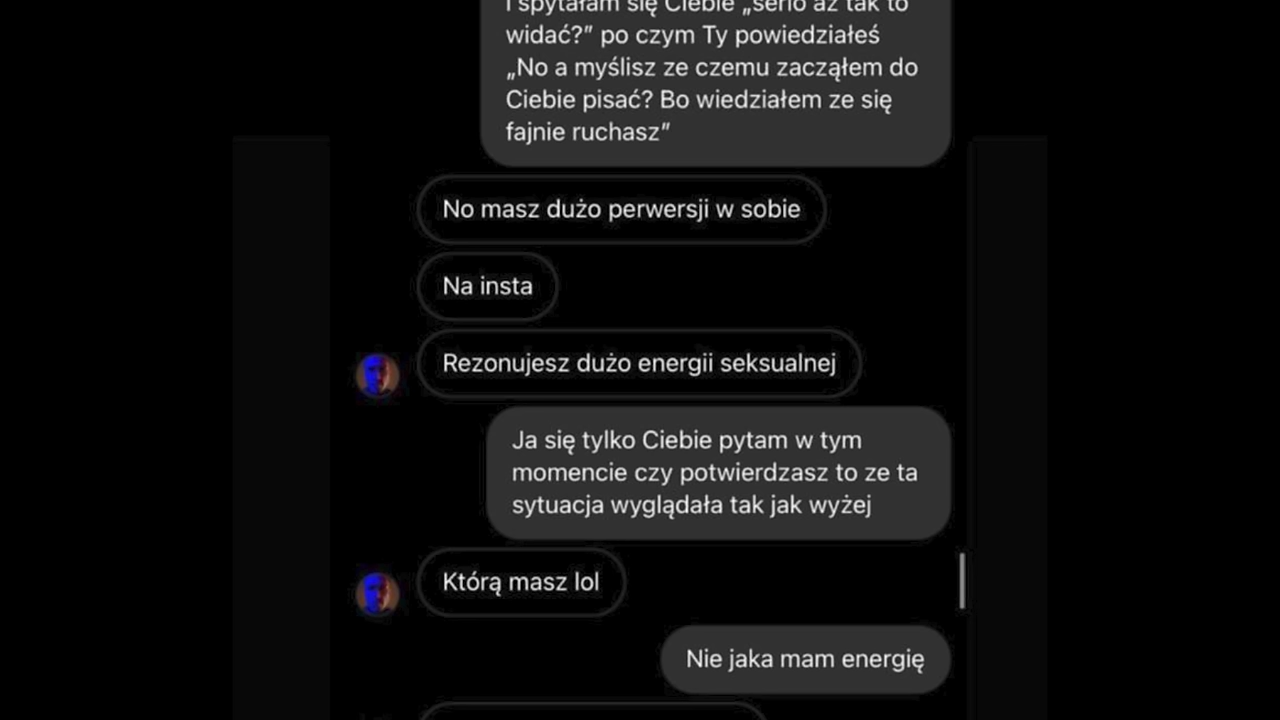 I spytałam się Ciebie „serio aż tak to
widać?” po czym Ty powiedziałeś
„No a myślisz ze czemu zacząłem do
Ciebie pisać? Bo wiedziałem ze się
fajnie ruchasz”
No masz dużo perwersji w sobie
Na insta
Rezonujesz dużo energii seksualnej
Ja się tylko Ciebie pytam w tym
momencie czy potwierdzasz to ze ta
sytuacja wyglądała tak jak wyżej
Którą masz lol
Nie jaka mam energię